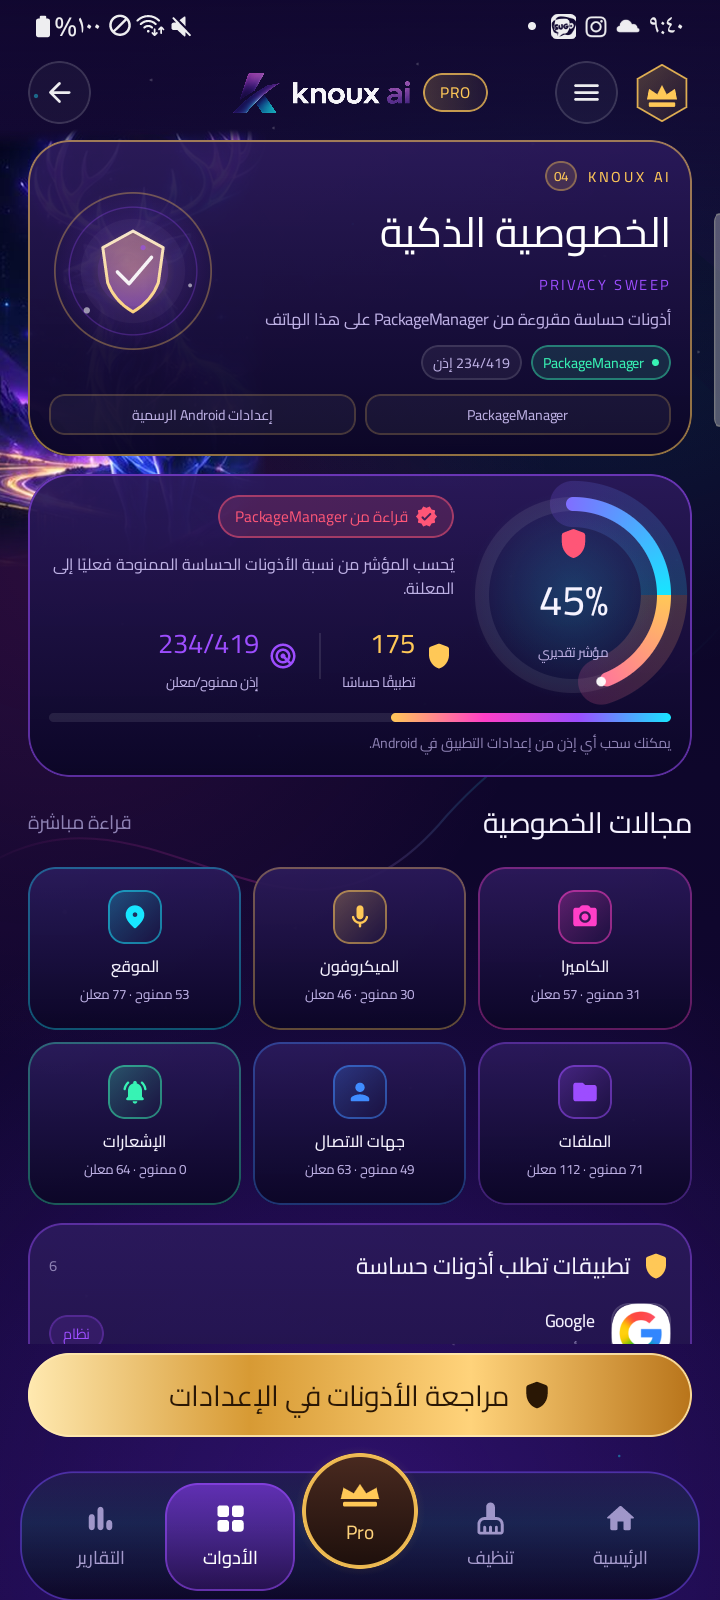 ٩:٤٠
%١٠٠
knoux ai
PRO
KNOUX AI
04
الخصوصية الذكية
PRIVACY SWEEP
أذونات حساسة مقروءة من PackageManager على هذا الهاتف
PackageManager
234/419 إذن
PackageManager
إعدادات Android الرسمية
قراءة من PackageManager
يُحسب المؤشر من نسبة الأذونات الحساسة الممنوحة فعليًا إلى
المعلنة.
45%
مؤشر تقديري
175
تطبيقًا حساسًا
234/419
إذن ممنوح/معلن
يمكنك سحب أي إذن من إعدادات التطبيق في Android.
مجالات الخصوصية
قراءة مباشرة
الكاميرا
31 ممنوح · 57 معلن
الميكروفون
30 ممنوح · 46 معلن
الموقع
53 ممنوح · 77 معلن
الملفات
71 ممنوح · 112 معلن
جهات الاتصال
49 ممنوح · 63 معلن
الإشعارات
0 ممنوح · 64 معلن
تطبيقات تطلب أذونات حساسة
6
Google
نظام
مراجعة الأذونات في الإعدادات
الرئيسية
تنظيف
Pro
الأدوات
التقارير